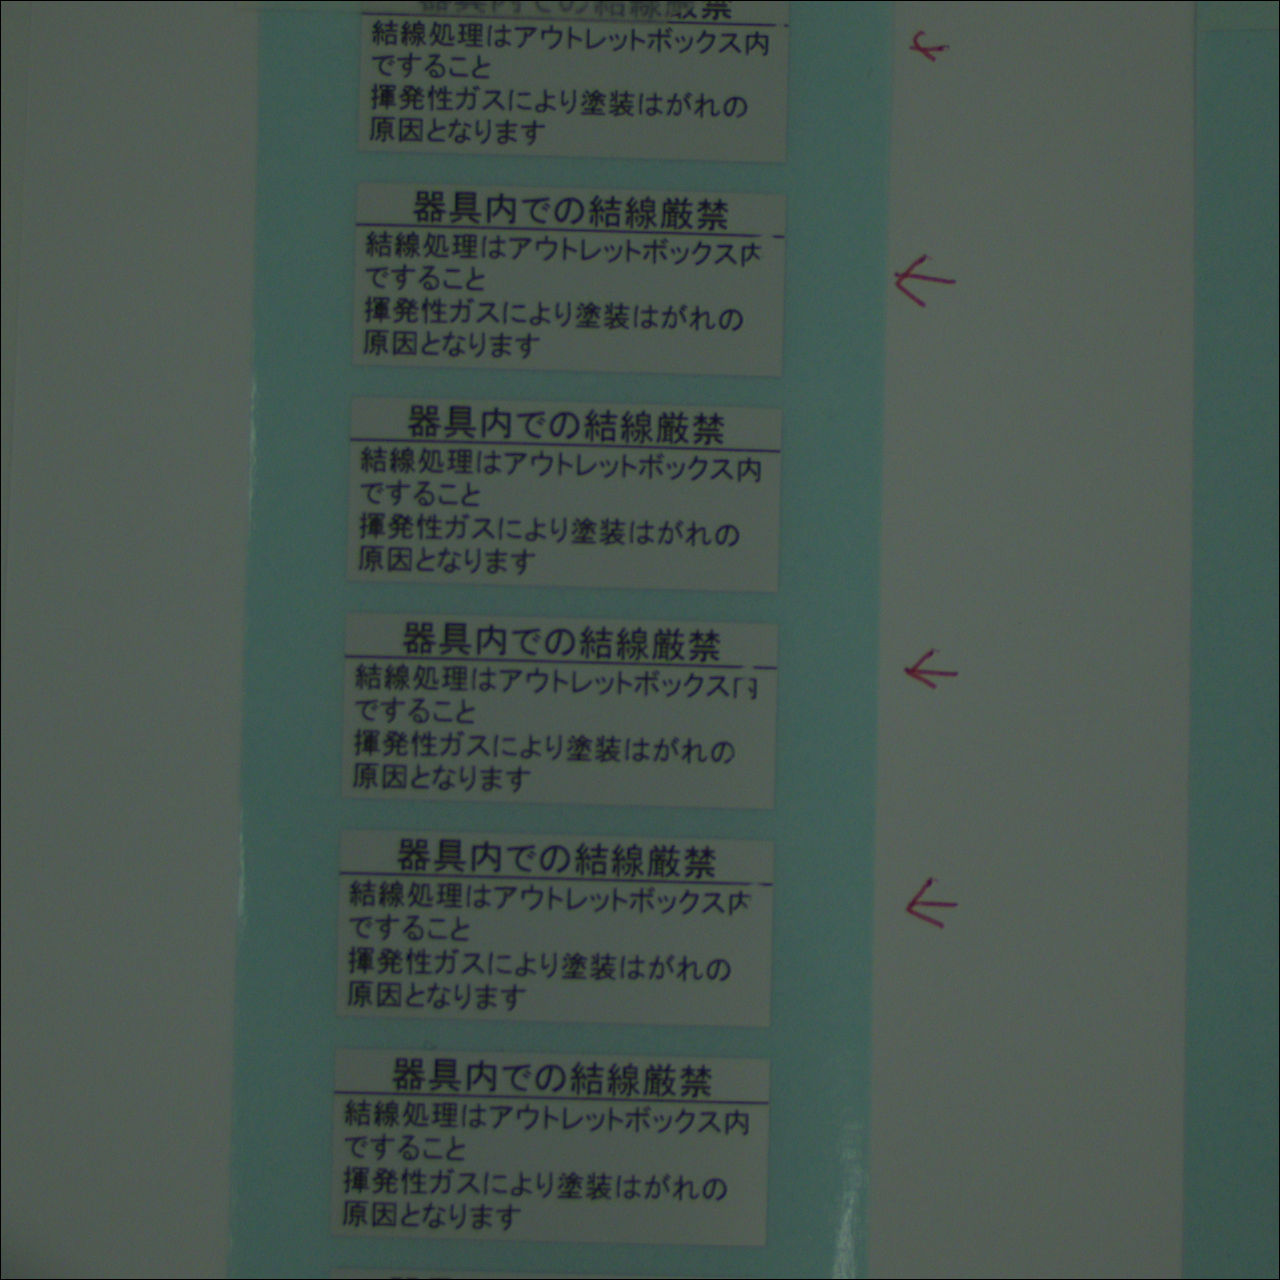 器具内での結線厳禁
結線処理はアウトレットボックス内
ですること
揮発性ガスにより塗装はがれの
原因となります
器具内での結線厳禁
結線処理はアウトレットボックス内
ですること
揮発性ガスにより塗装はがれの
原因となります
器具内での結線厳禁
結線処理はアウトレットボックス内
ですること
揮発性ガスにより塗装はがれの
原因となります
器具内での結線厳禁
結線処理はアウトレットボックス内
ですること
揮発性ガスにより塗装はがれの
原因となります
器具内での結線厳禁
結線処理はアウトレットボックス内
ですること
揮発性ガスにより塗装はがれの
原因となります
器具内での結線厳禁
結線処理はアウトレットボックス内
ですること
揮発性ガスにより塗装はがれの
原因となります